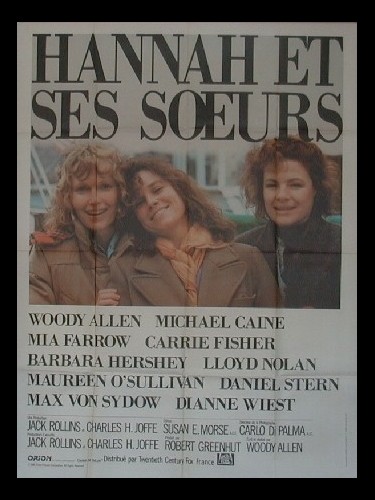 HANNAH ET
SES SŒURS
WOODY ALLEN MICHAEL CAINE
MIA FARROW CARRIE FISHER
BARBARA HERSHEY LLOYD NOLAN
MAUREEN O'SULLIVAN DANIEL STERN
MAX VON SYDOW DIANNE WIEST
JACK ROLLINS & CHARLES H. JOFFE SUSAN E. MORSE CARLO DI PALMA
JACK ROLLINS & CHARLES H. JOFFE ROBERT GREENHUT WOODY ALLEN
ORION Distribué par Twentieth Century Fox france